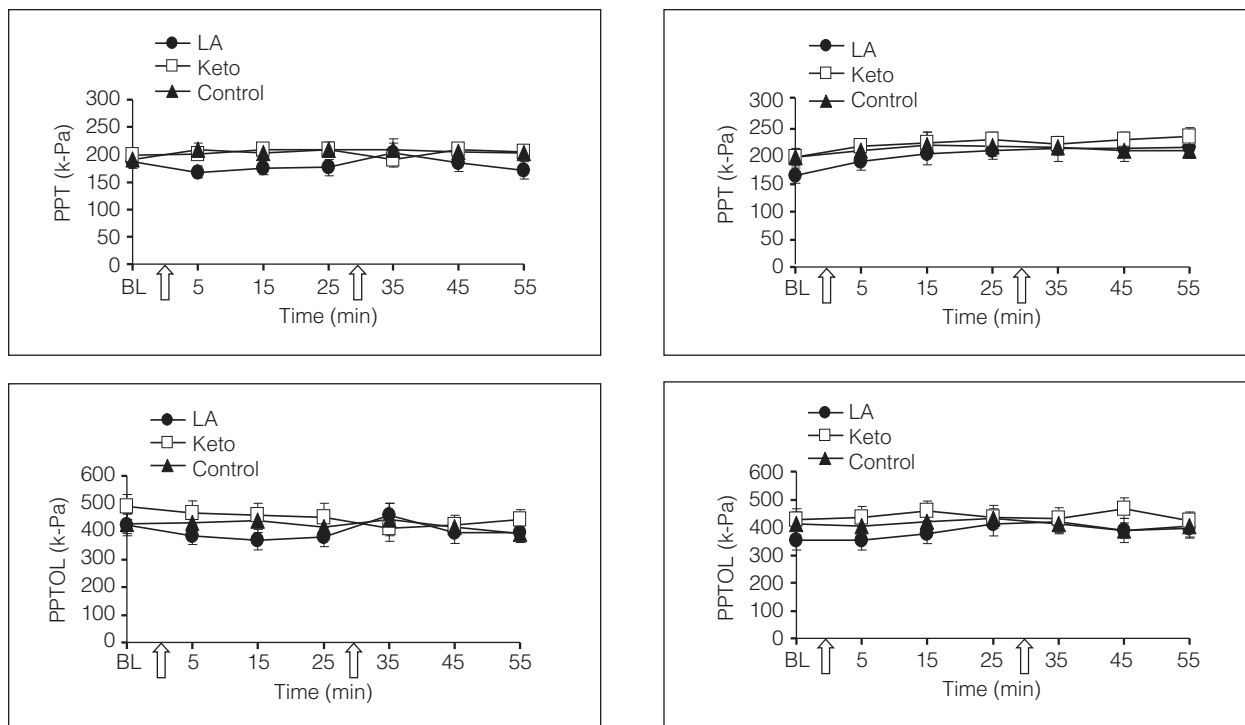 LA
Keto
Control
300
250
200
150
100
50
0
PPT (k-Pa)
BL 5 15 25 35 45 55
Time (min)
LA
Keto
Control
300
250
200
150
100
50
0
PPT (k-Pa)
BL 5 15 25 35 45 55
Time (min)
LA
Keto
Control
600
500
400
300
200
100
0
PPTOL (k-Pa)
BL 5 15 25 35 45 55
Time (min)
LA
Keto
Control
600
500
400
300
200
100
0
PPTOL (k-Pa)
BL 5 15 25 35 45 55
Time (min)